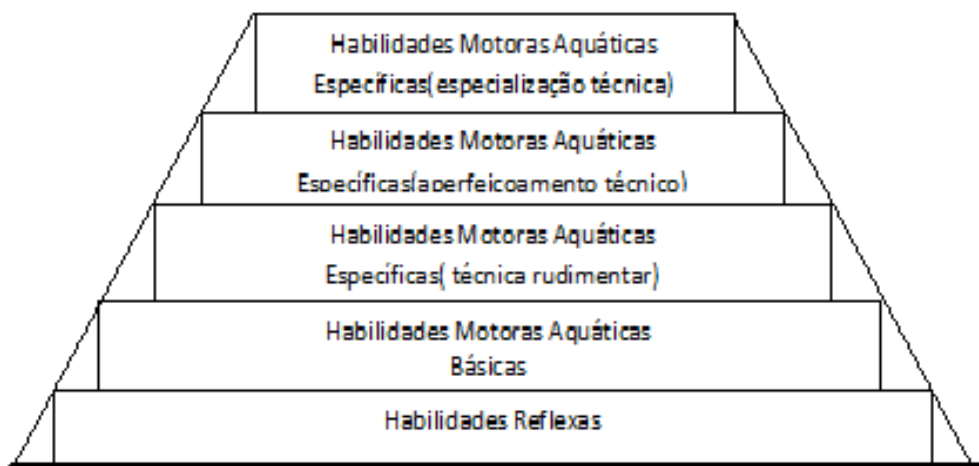 Habilidades Motoras Aquáticas
Específicas(especialização técnica)
Habilidades Motoras Aquáticas
Específicas(aperfeicoamento técnico)
Habilidades Motoras Aquáticas
Específicas( técnica rudimentar)
Habilidades Motoras Aquáticas
Básicas
Habilidades Reflexas